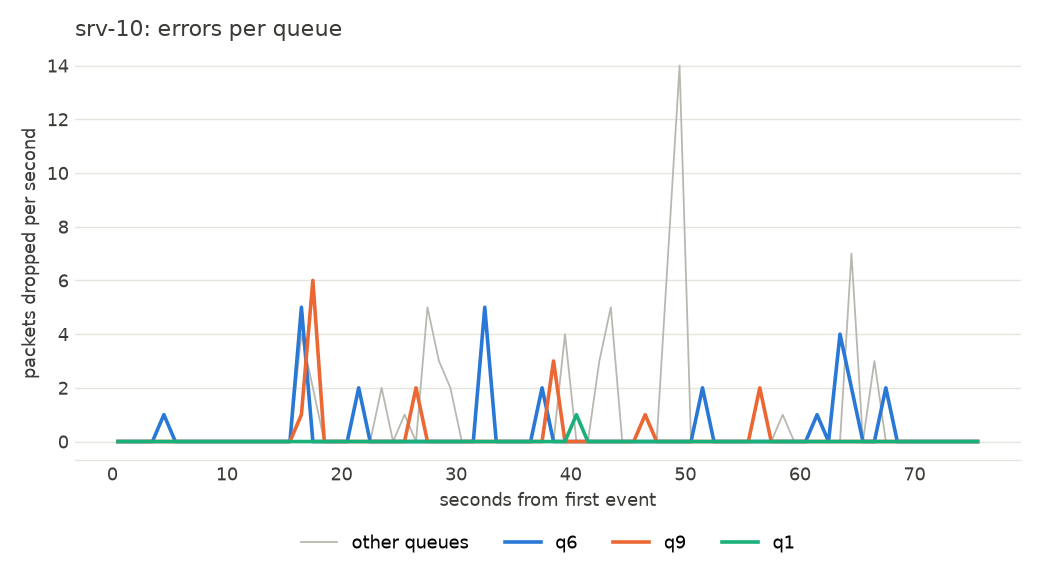 srv-10: errors per queue
packets dropped per second
14
12
10
8
6
4
2
0
0 10 20 30 40 50 60 70
seconds from first event
other queues q6 q9 q1